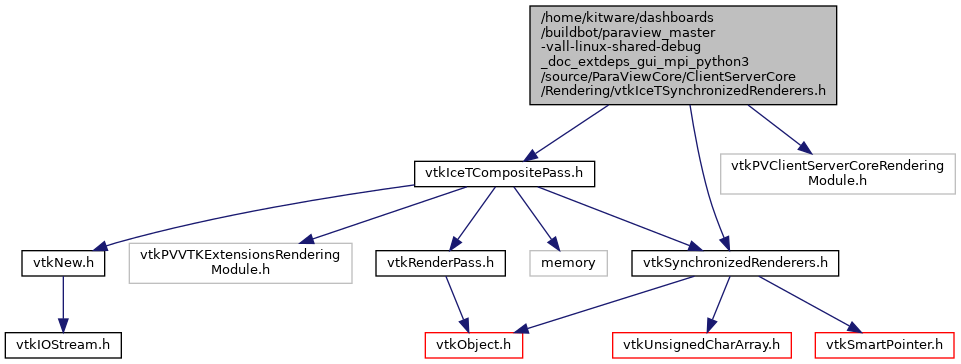 /home/kitware/dashboards
/buildbot/paraview_master
-vall-linux-shared-debug
_doc_extdeps_gui_mpi_python3
/source/ParaViewCore/ClientServerCore
/Rendering/vtkIceTSynchronizedRenderers.h
vtkIceTCompositePass.h
vtkPVClientServerCoreRendering
Module.h
vtkNew.h
vtkPVVTKExtensionsRendering
Module.h
vtkRenderPass.h
memory
vtkSynchronizedRenderers.h
vtkIOStream.h
vtkObject.h
vtkUnsignedCharArray.h
vtkSmartPointer.h